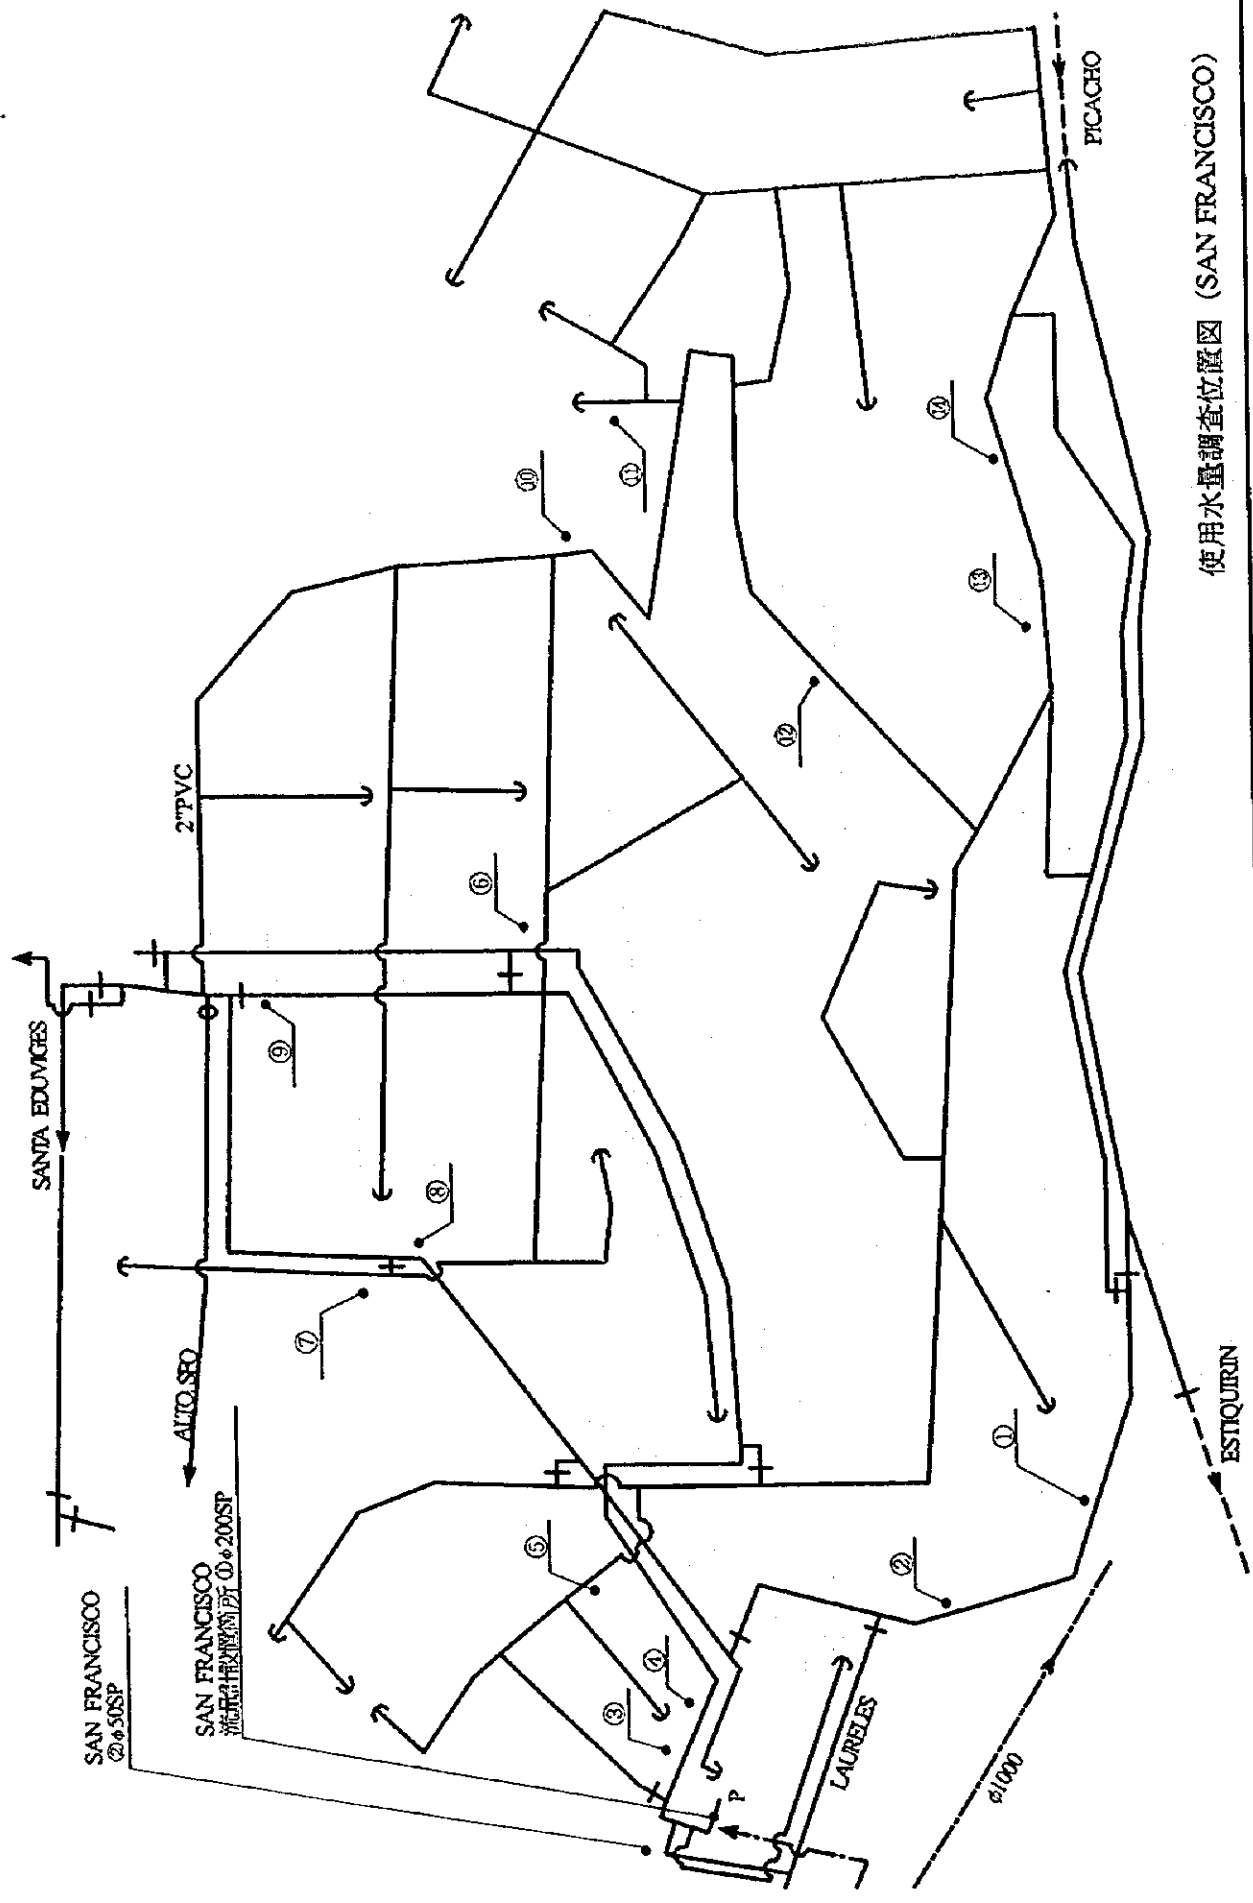 SAN FRANCISCO
②φ50SP
SAN FRANCISCO
流量計設置箇所 ①φ200SP
SANTA EDUVIGES
ALTO SFO
2"PVC
P
LAURELES
φ1000
ESTIQUIRIN
PICACHO
①
②
③
④
⑤
⑥
⑦
⑧
⑨
⑩
⑪
⑫
⑬
⑭
使用水量調査位置図 (SAN FRANCISCO)